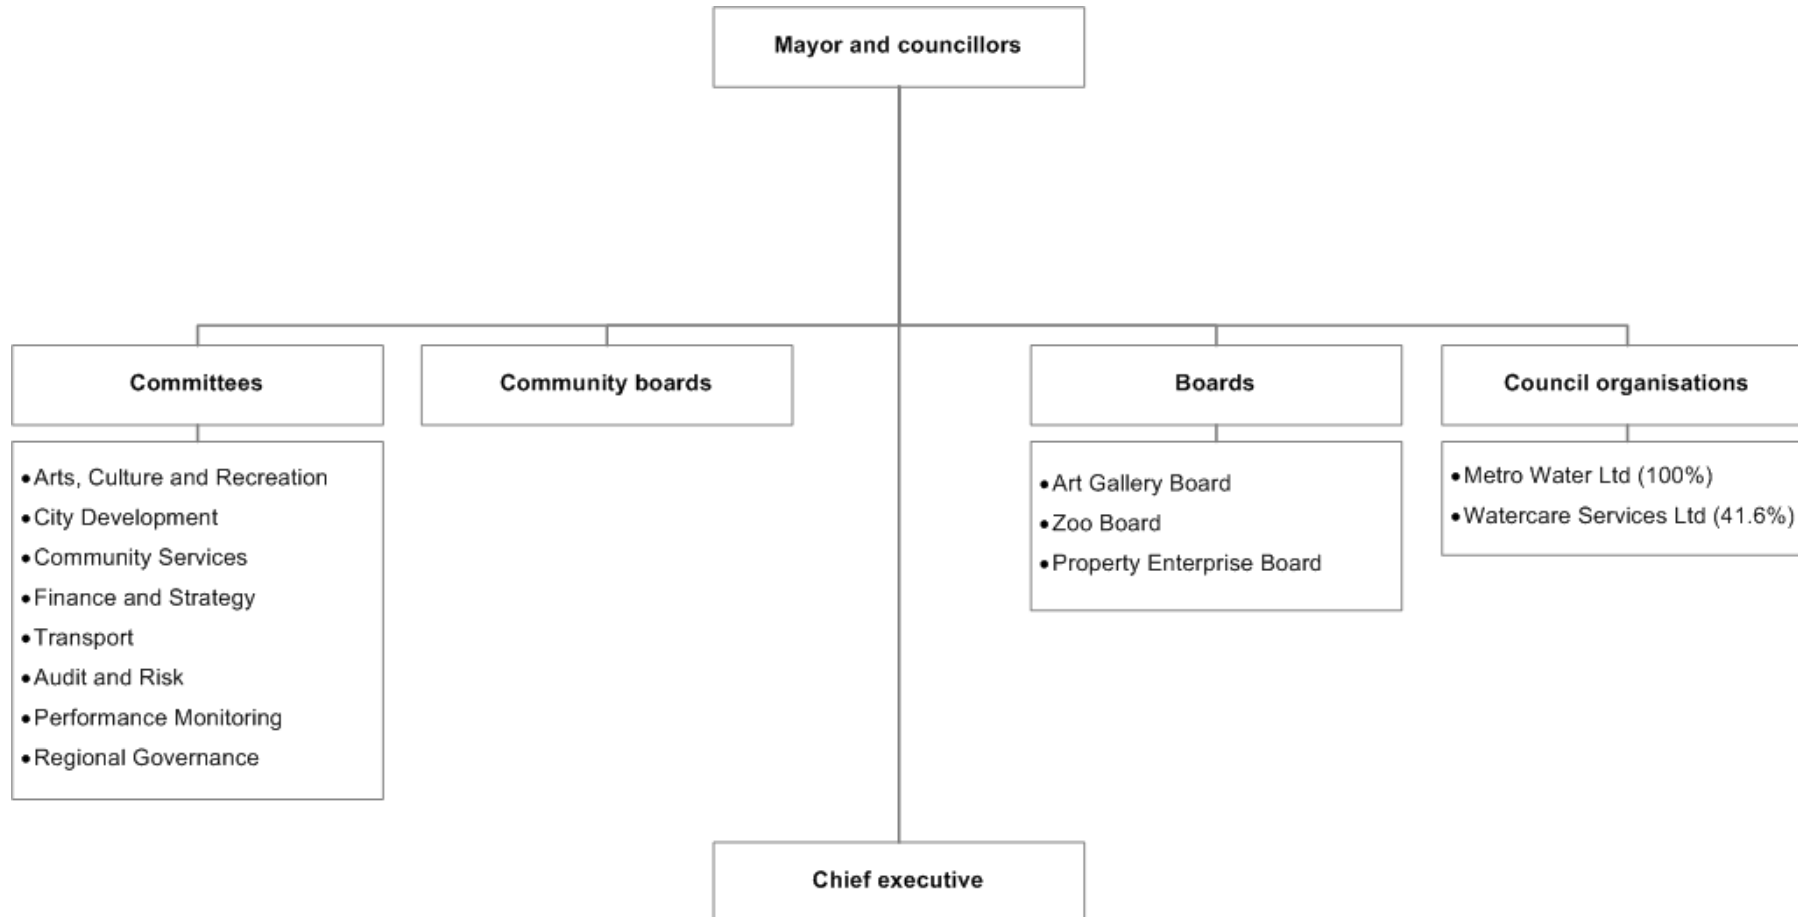 Mayor and councillors
Committees
Community boards
Boards
Council organisations
•Arts, Culture and Recreation
•City Development
•Community Services
•Finance and Strategy
•Transport
•Audit and Risk
•Performance Monitoring
•Regional Governance
•Art Gallery Board
•Zoo Board
•Property Enterprise Board
•Metro Water Ltd (100%)
•Watercare Services Ltd (41.6%)
Chief executive